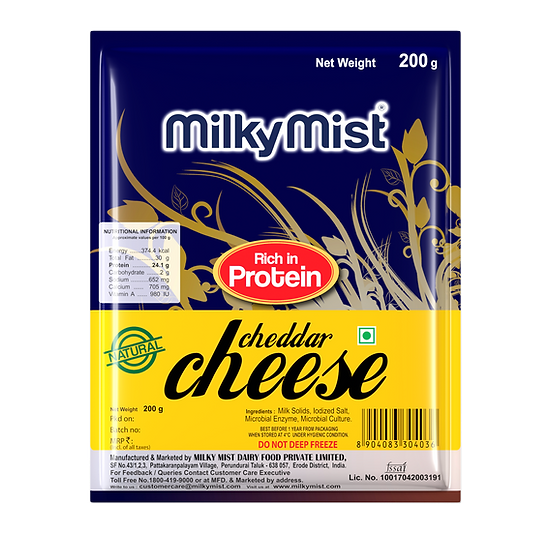 Net Weight 200 g
milky mist®
NUTRITIONAL INFORMATION
Approximate values per 100 g
Energy ........ 374.4 kcal
Total Fat ..... 30 g
Protein ........ 24.1 g
Carbohydrate ..... 2 g
Sodium ........ 652 mg
Calcium ...... 705 mg
Vitamin A ..... 980 IU
Rich in
Protein
NATURAL
cheddar
cheese
Net Weight 200 g
Pkd on:
Batch no:
MRP ₹:
(Incl. of all taxes)
Ingredients : Milk Solids, Iodized Salt,
Microbial Enzyme, Microbial Culture.
BEST BEFORE 1 YEAR FROM PACKAGING
WHEN STORED AT 4°C UNDER HYGIENIC CONDITION.
DO NOT DEEP FREEZE
8 904083 304036
Manufactured & Marketed by MILKY MIST DAIRY FOOD PRIVATE LIMITED,
SF No.43/1,2,3, Pattakaranpalayam Village, Perundurai Taluk - 638 057, Erode District, India.
For Feedback / Queries Contact Customer Care Executive
Toll Free No.1800-419-9000 or at MFD. & Marketed by address.
Write to us : customercare@milkymist.com Visit us at www.milkymist.com
fssai
Lic. No. 10017042003191